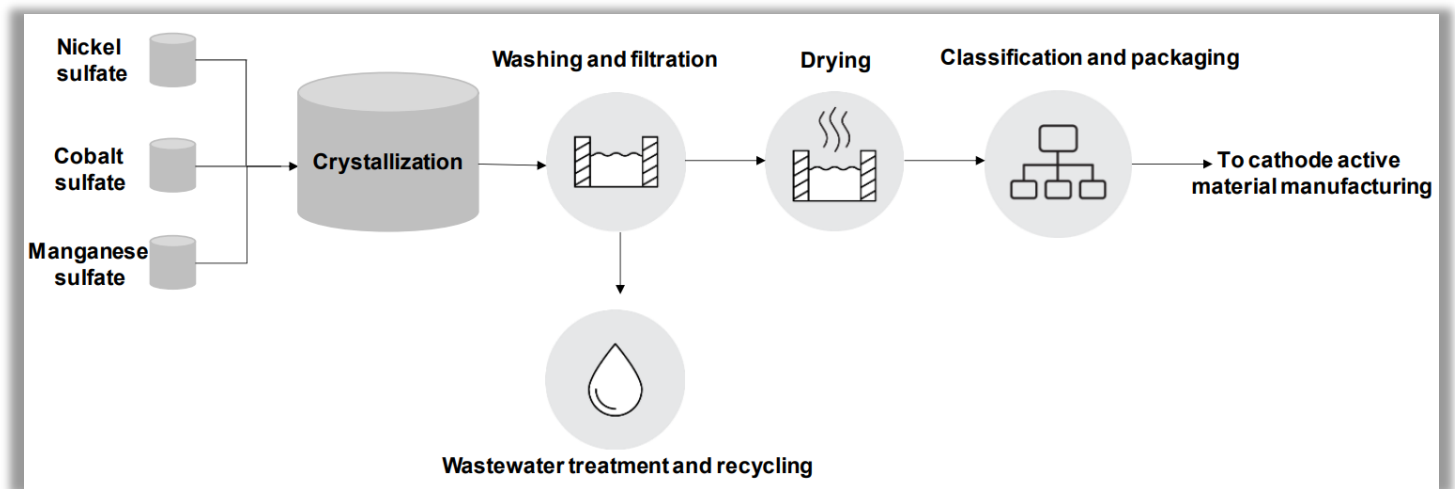 Nickel
sulfate
Cobalt
sulfate
Manganese
sulfate
Crystallization
Washing and filtration
Drying
Classification and packaging
To cathode active
material manufacturing
Wastewater treatment and recycling